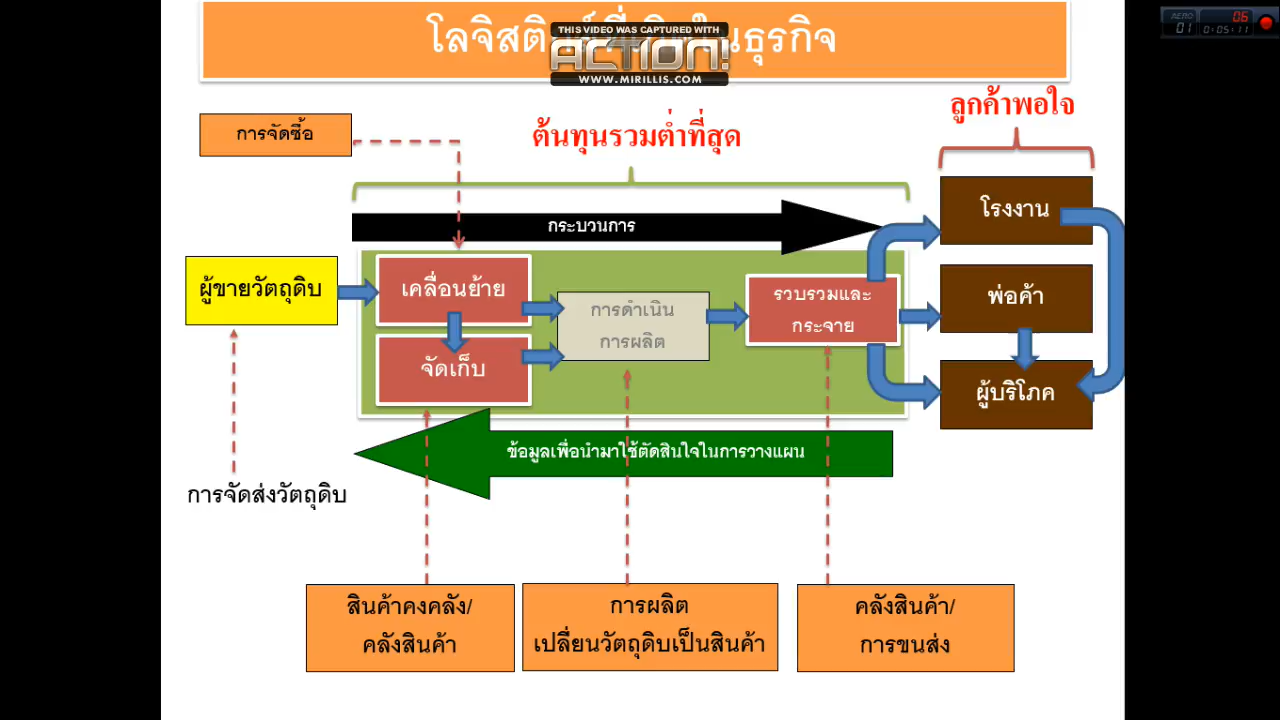 โลจิสติ
นธุรกิจ
THIS VIDEO WAS CAPTURED WITH
ACTION!
WWW.MIRILLIS.COM
AERO
01
06
0:05:11
ลูกค้าพอใจ
การจัดซื้อ
ต้นทุนรวมต่ำที่สุด
กระบวนการ
โรงงาน
ผู้ขายวัตถุดิบ
เคลื่อนย้าย
การดำเนิน
การผลิต
รวบรวมและ
กระจาย
พ่อค้า
จัดเก็บ
ผู้บริโภค
ข้อมูลเพื่อนำมาใช้ตัดสินใจในการวางแผน
การจัดส่งวัตถุดิบ
สินค้าคงคลัง/
คลังสินค้า
การผลิต
เปลี่ยนวัตถุดิบเป็นสินค้า
คลังสินค้า/
การขนส่ง